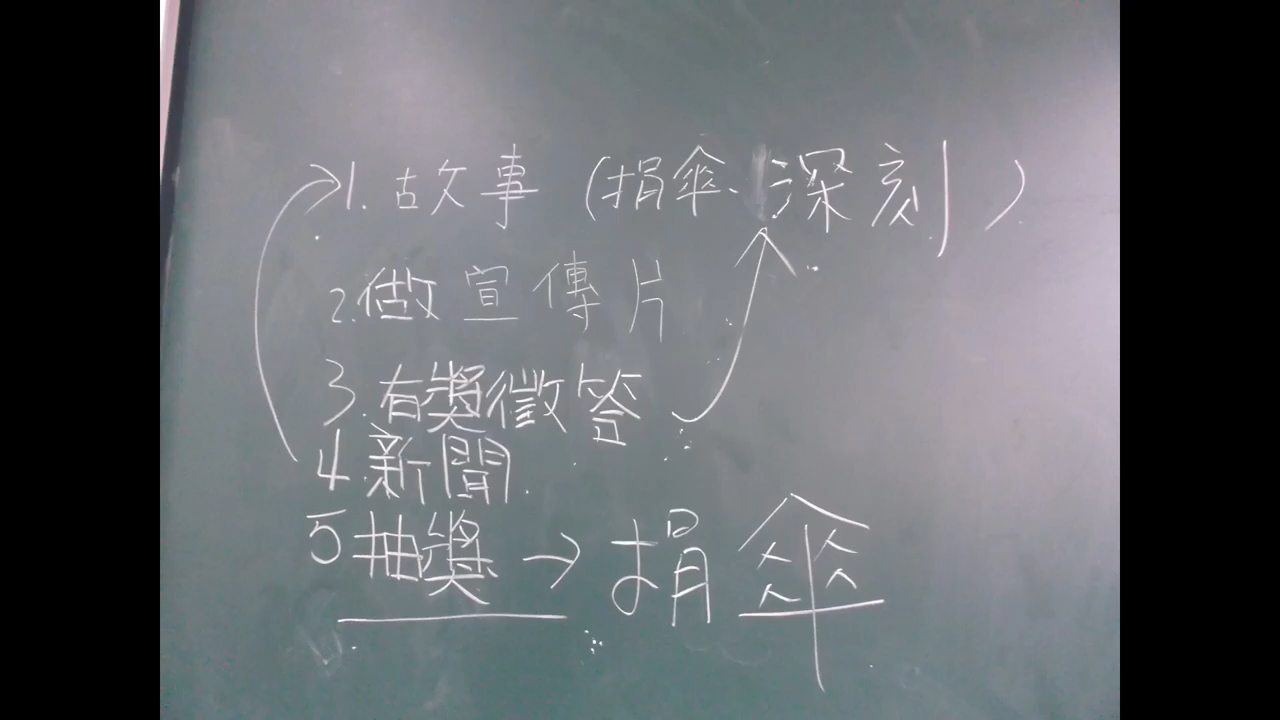 1. 故事 (捐傘、深刻)
2. 做宣傳片
3. 有獎徵答
4. 新聞
5 抽獎 → 捐傘